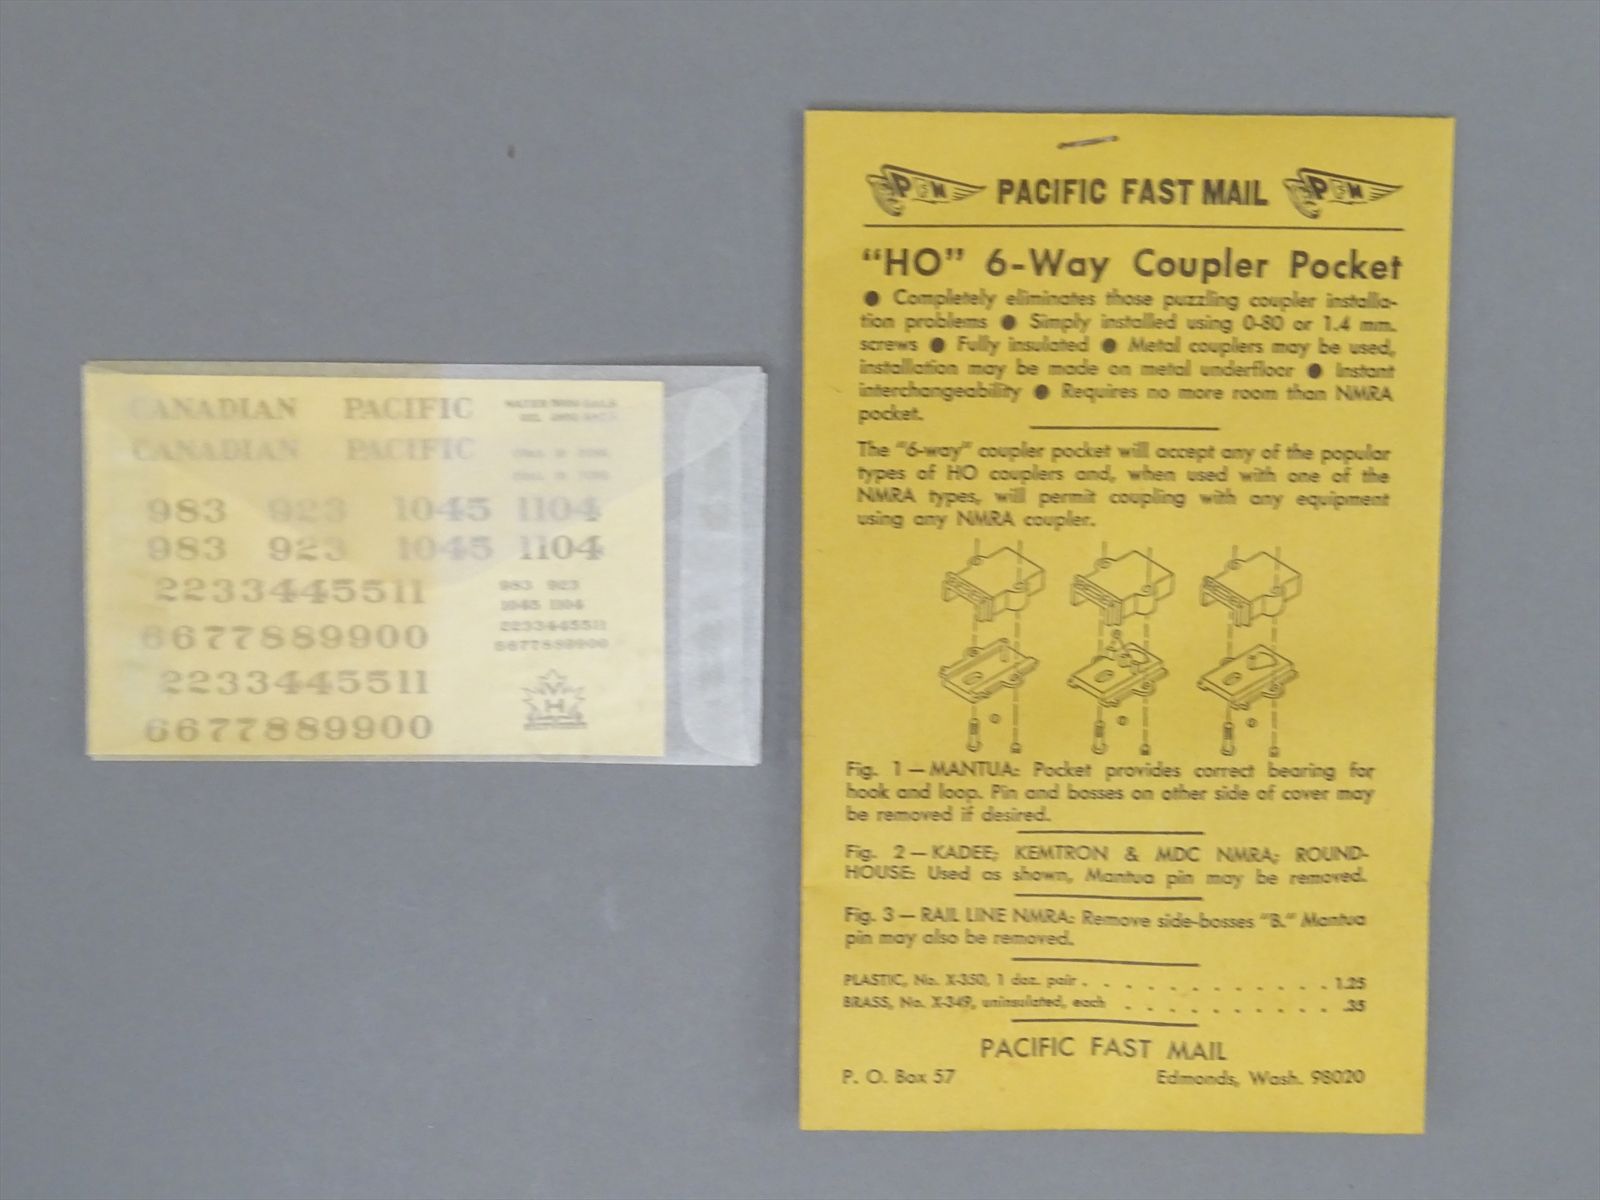 CANADIAN PACIFIC
CANADIAN PACIFIC
983 923 1045 1104
983 923 1045 1104
2233445511
6677889900
2233445511
6677889900
983 923
1045 1104
2233445511
6677889900
H
PFM PACIFIC FAST MAIL PFM
“HO” 6-Way Coupler Pocket
● Completely eliminates those puzzling coupler installa-
tion problems ● Simply installed using 0-80 or 1.4 mm.
screws ● Fully insulated ● Metal couplers may be used,
installation may be made on metal underfloor ● Instant
interchangeability ● Requires no more room than NMRA
pocket.
The “6-way” coupler pocket will accept any of the popular
types of HO couplers and, when used with one of the
NMRA types, will permit coupling with any equipment
using any NMRA coupler.
Fig. 1 — MANTUA: Pocket provides correct bearing for
hook and loop. Pin and bosses on other side of cover may
be removed if desired.
Fig. 2 — KADEE; KEMTRON & MDC NMRA; ROUND-
HOUSE: Used as shown, Mantua pin may be removed.
Fig. 3 — RAIL LINE NMRA: Remove side-bosses “B.” Mantua
pin may also be removed.
PLASTIC, No. X-350, 1 doz. pair . . . . . . . . . . . . 1.25
BRASS, No. X-349, uninsulated, each . . . . . . . . . . .35
PACIFIC FAST MAIL
P. O. Box 57 Edmonds, Wash. 98020